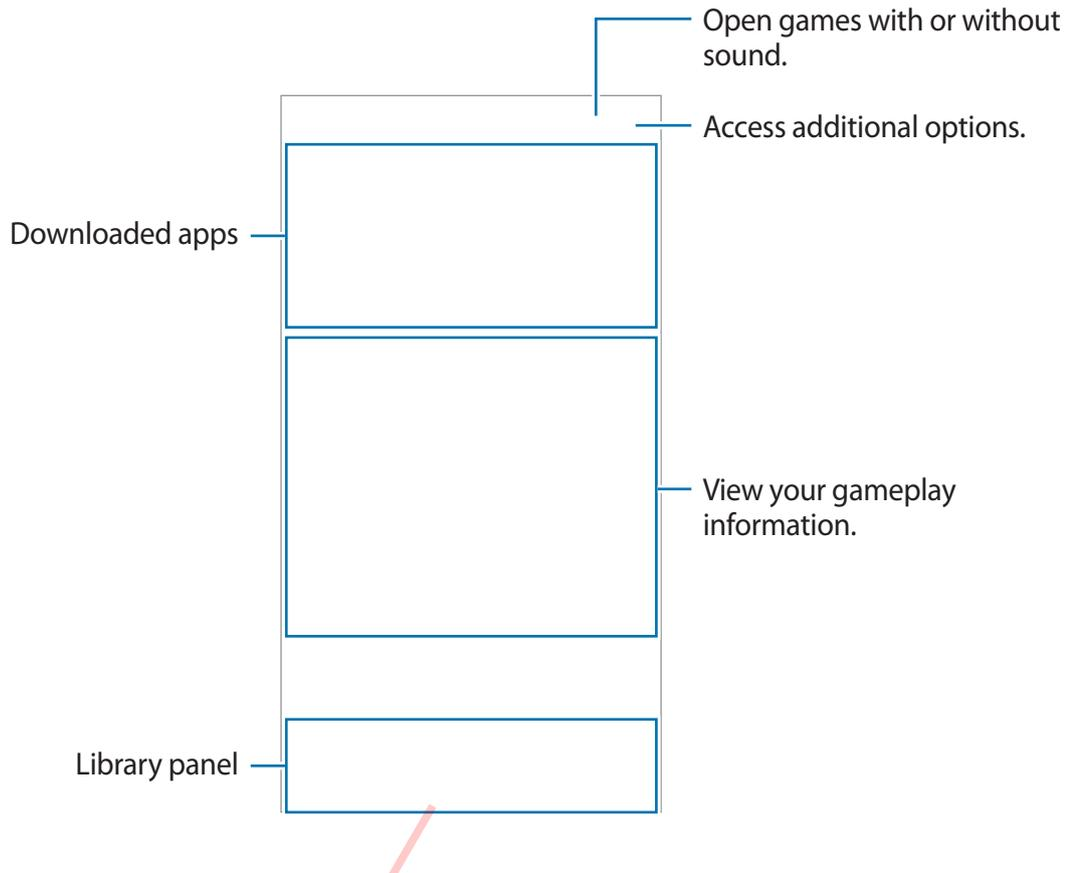 Open games with or without
sound.
Access additional options.
Downloaded apps
View your gameplay
information.
Library panel